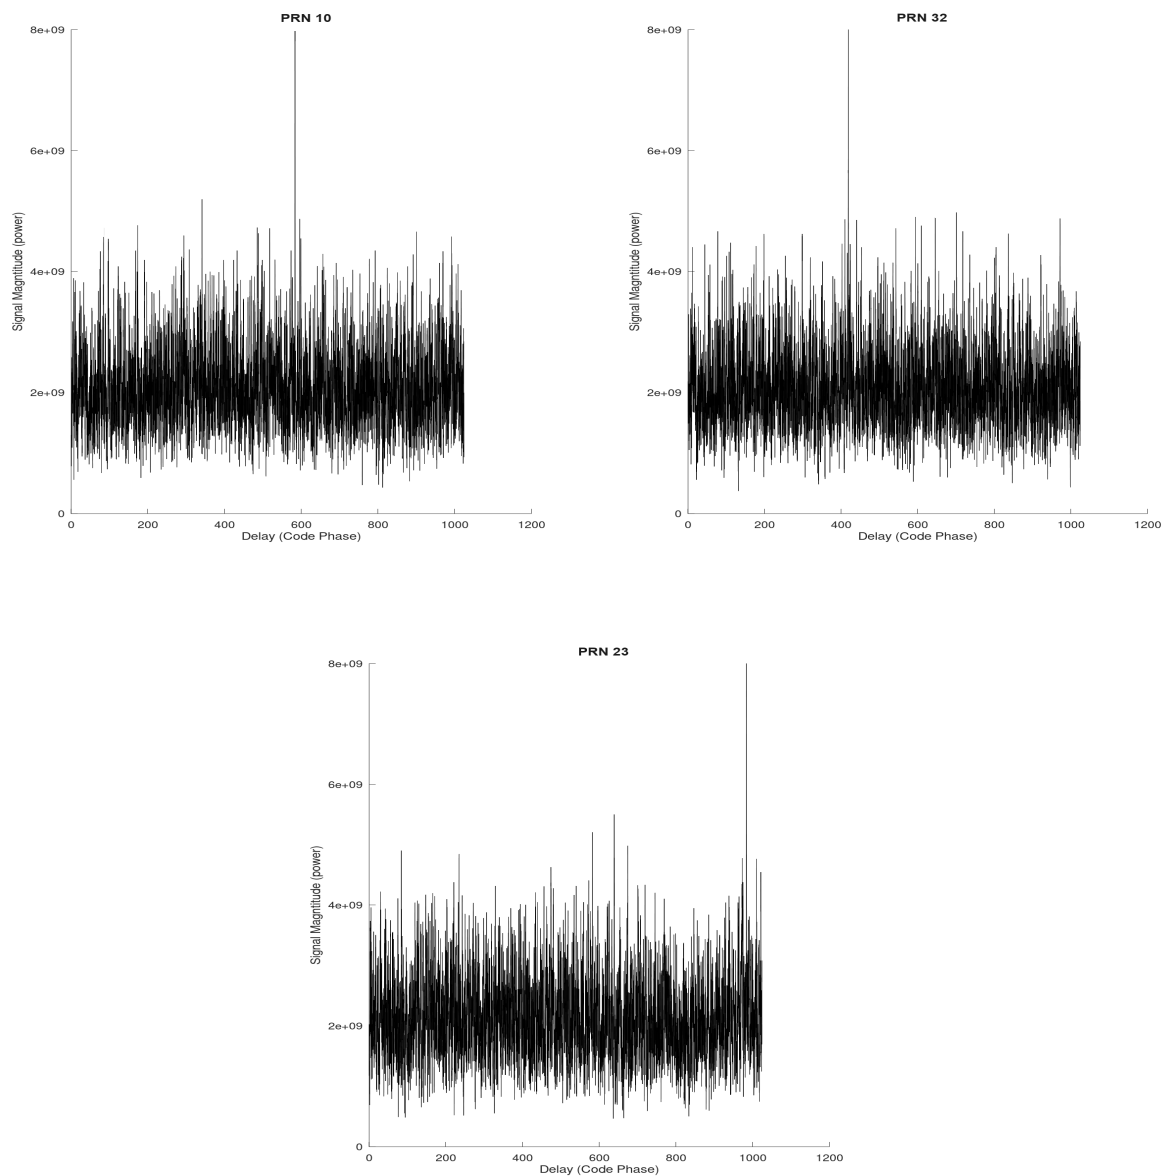 PRN 10
8e+09
6e+09
4e+09
2e+09
0
Signal Magntitude (power)
0 200 400 600 800 1000 1200
Delay (Code Phase)
PRN 32
8e+09
6e+09
4e+09
2e+09
0
Signal Magntitude (power)
0 200 400 600 800 1000 1200
Delay (Code Phase)
PRN 23
8e+09
6e+09
4e+09
2e+09
0
Signal Magntitude (power)
0 200 400 600 800 1000 1200
Delay (Code Phase)